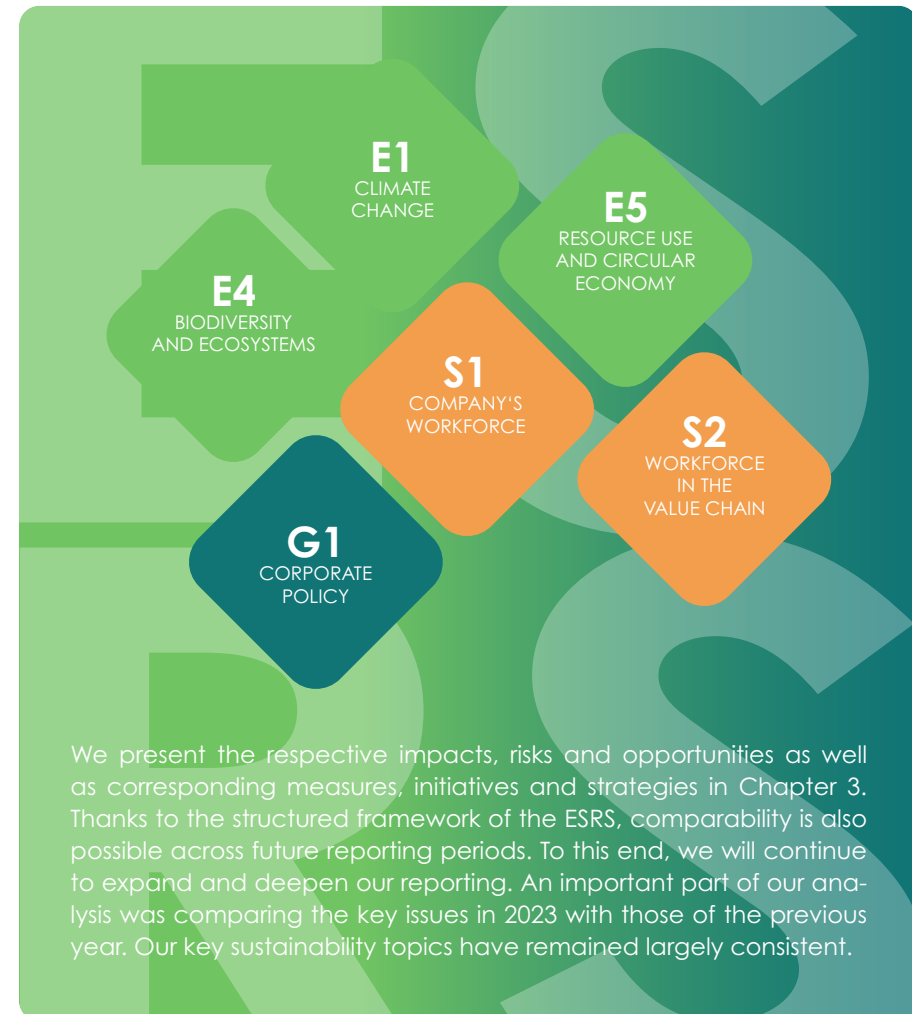 E1
CLIMATE
CHANGE
E5
RESOURCE USE
AND CIRCULAR
ECONOMY
E4
BIODIVERSITY
AND ECOSYSTEMS
S1
COMPANY‘S
WORKFORCE
S2
WORKFORCE
IN THE
VALUE CHAIN
G1
CORPORATE
POLICY
We present the respective impacts, risks and opportunities as well
as corresponding measures, initiatives and strategies in Chapter 3.
Thanks to the structured framework of the ESRS, comparability is also
possible across future reporting periods. To this end, we will continue
to expand and deepen our reporting. An important part of our ana-
lysis was comparing the key issues in 2023 with those of the previous
year. Our key sustainability topics have remained largely consistent.
ES
RS